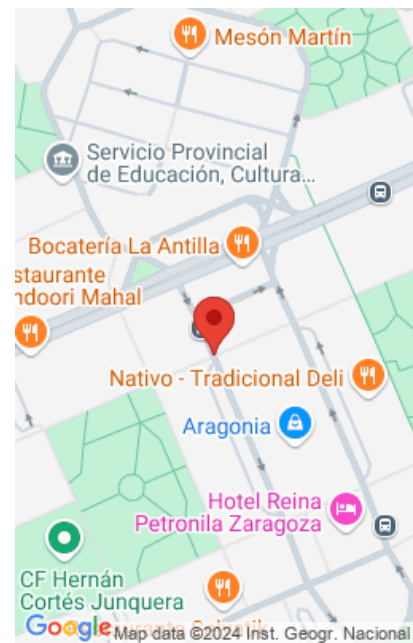 Mesón Martín
Servicio Provincial
de Educación, Cultura...
Bocatería La Antilla
staurante
ndoori Mahal
Nativo - Tradicional Deli
Aragonia
Hotel Reina
Petronila Zaragoza
CF Hernán
Cortés Junquera
Google
Map data ©2024 Inst. Geogr. Nacional